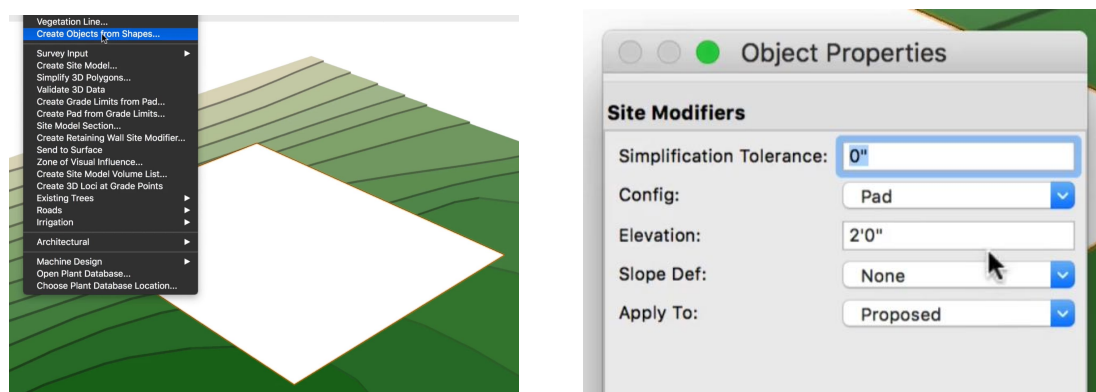 Vegetation Line...
Create Objects from Shapes...
Survey Input
Create Site Model...
Simplify 3D Polygons...
Validate 3D Data
Create Grade Limits from Pad...
Create Pad from Grade Limits...
Site Model Section...
Create Retaining Wall Site Modifier...
Send to Surface
Zone of Visual Influence...
Create Site Model Volume List...
Create 3D Loci at Grade Points
Existing Trees
Roads
Irrigation
Architectural
Machine Design
Open Plant Database...
Choose Plant Database Location...
Object Properties
Site Modifiers
Simplification Tolerance: 0"
Config: Pad
Elevation: 2'0"
Slope Def: None
Apply To: Proposed